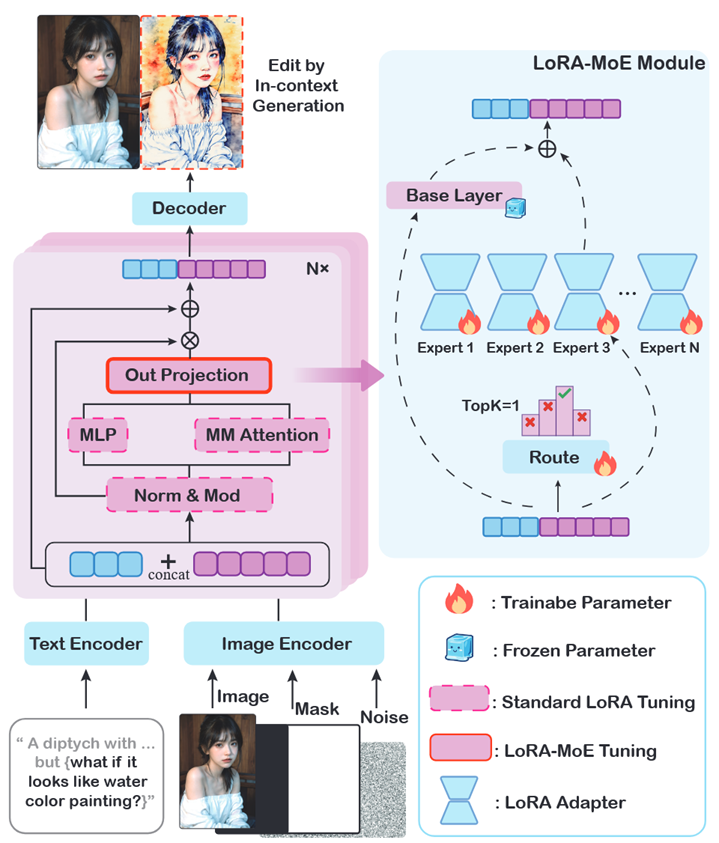 Edit by
In-context
Generation
Decoder
N×
Out Projection
MLP
MM Attention
Norm & Mod
+
concat
Text Encoder
Image Encoder
Image
Mask
Noise
“ A diptych with ...
but {what if it
looks like water
color painting?}”
LoRA-MoE Module
Base Layer
Expert 1
Expert 2
Expert 3
...
Expert N
TopK=1
Route
: Trainabe Parameter
: Frozen Parameter
: Standard LoRA Tuning
: LoRA-MoE Tuning
: LoRA Adapter